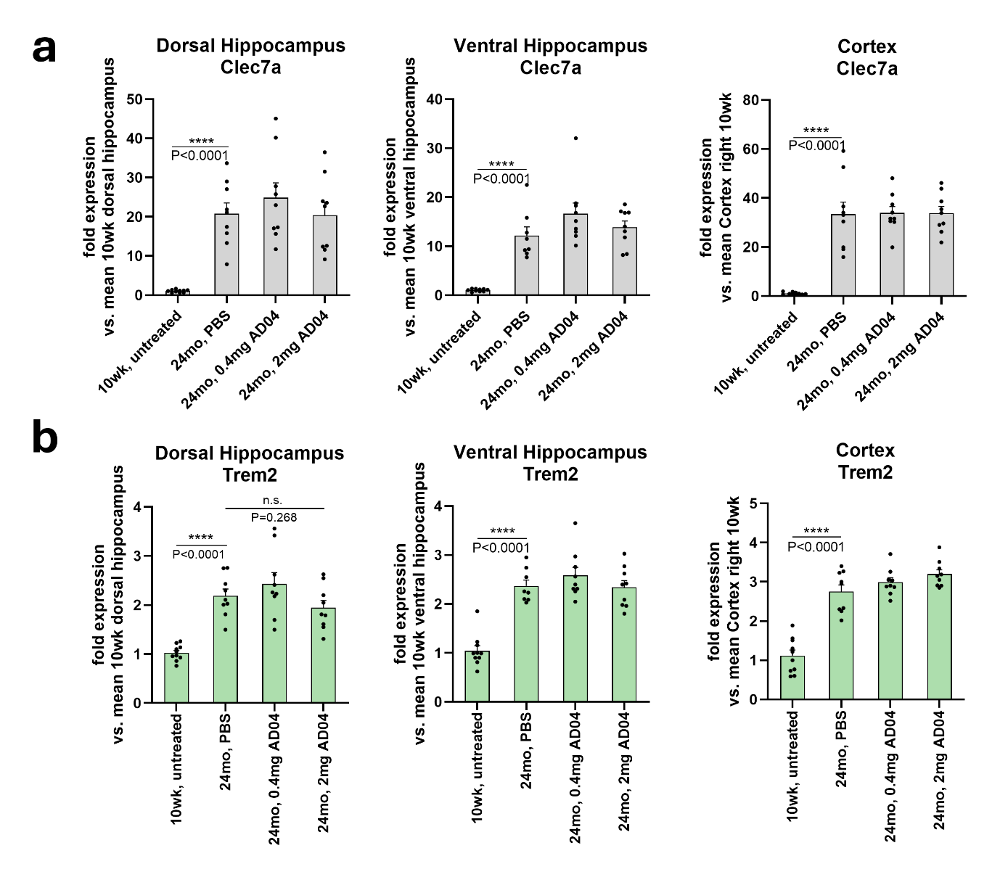 a
Dorsal Hippocampus
Clec7a
fold expression
vs. mean 10wk dorsal hippocampus
50
40
30
20
10
0
****
P<0.0001
10wk, untreated
24mo, PBS
24mo, 0.4mg AD04
24mo, 2mg AD04
Ventral Hippocampus
Clec7a
fold expression
vs. mean 10wk ventral hippocampus
40
30
20
10
0
****
P<0.0001
10wk, untreated
24mo, PBS
24mo, 0.4mg AD04
24mo, 2mg AD04
Cortex
Clec7a
fold expression
vs. mean Cortex right 10wk
80
60
40
20
0
****
P<0.0001
10wk, untreated
24mo, PBS
24mo, 0.4mg AD04
24mo, 2mg AD04
b
Dorsal Hippocampus
Trem2
fold expression
vs. mean 10wk dorsal hippocampus
4
3
2
1
0
n.s.
P=0.268
****
P<0.0001
10wk, untreated
24mo, PBS
24mo, 0.4mg AD04
24mo, 2mg AD04
Ventral Hippocampus
Trem2
fold expression
vs. mean 10wk ventral hippocampus
4
3
2
1
0
****
P<0.0001
10wk, untreated
24mo, PBS
24mo, 0.4mg AD04
24mo, 2mg AD04
Cortex
Trem2
fold expression
vs. mean Cortex right 10wk
5
4
3
2
1
0
****
P<0.0001
10wk, untreated
24mo, PBS
24mo, 0.4mg AD04
24mo, 2mg AD04